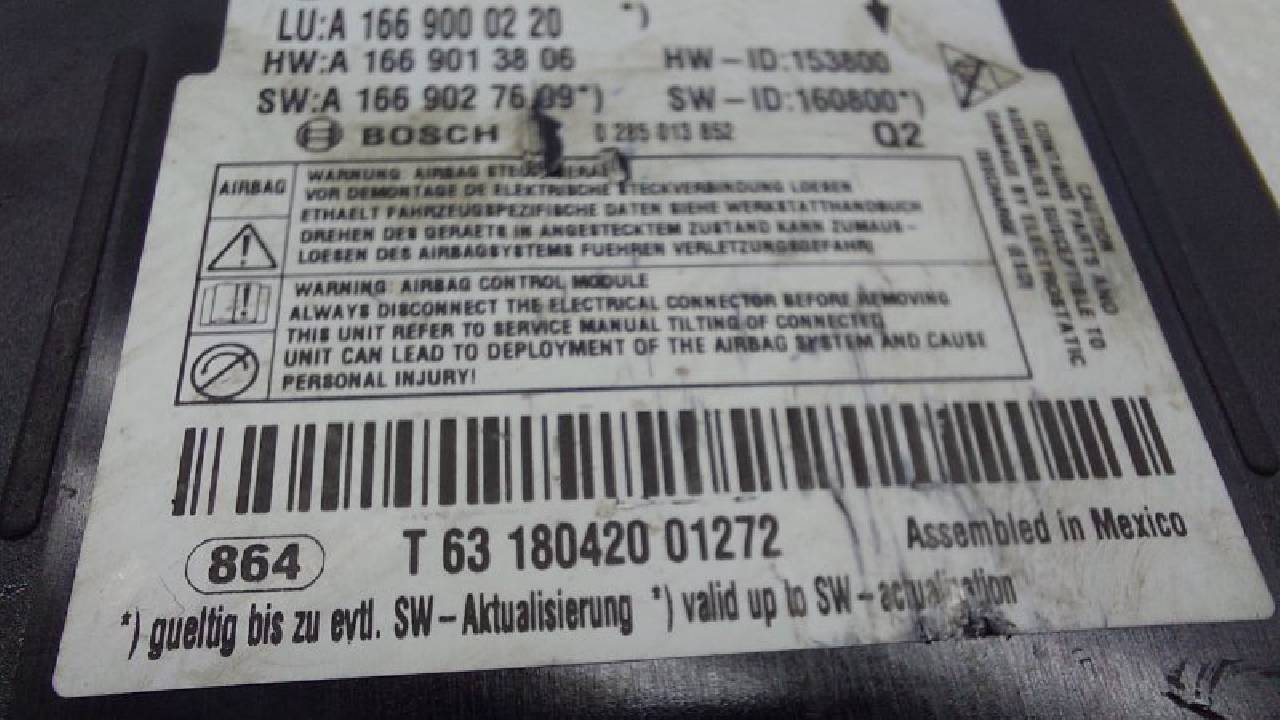 LU:A 166 900 02 20 *)
HW:A 166 901 38 06 HW-ID:153800
SW:A 166 902 76 09*) SW-ID:160800*)
BOSCH 0 285 013 852 Q2
AIRBAG
WARNUNG AIRBAG
VOR DEMONTAGE DE ELEKTRISCHE STECKVERBINDUNG LOESEN
ETHAELT FAHRZEUGSPEZIFISCHE DATEN SIEHE WERKSTATTHANDBUCH
DREHEN DES GERAETS IN ANGESTECKTEM ZUSTAND KANN ZUMAUS-
LOESEN DES AIRBAGSYSTEMS FUEHREN VERLETZUNGSGEFAHR!
WARNING: AIRBAG CONTROL MODULE
ALWAYS DISCONNECT THE ELECTRICAL CONNECTOR BEFORE REMOVING
THIS UNIT REFER TO SERVICE MANUAL TILTING OF CONNECTED
UNIT CAN LEAD TO DEPLOYMENT OF THE AIRBAG SYSTEM AND CAUSE
PERSONAL INJURY!
CAUTION
CONTAINS PARTS AND
ASSEMBLIES SUSCEPTIBLE TO
DAMAGE BY ELECTROSTATIC
DISCHARGE (ESD)
864 T 63 180420 01272 Assembled in Mexico
*) gueltig bis zu evtl. SW-Aktualisierung *) valid up to SW-actualization